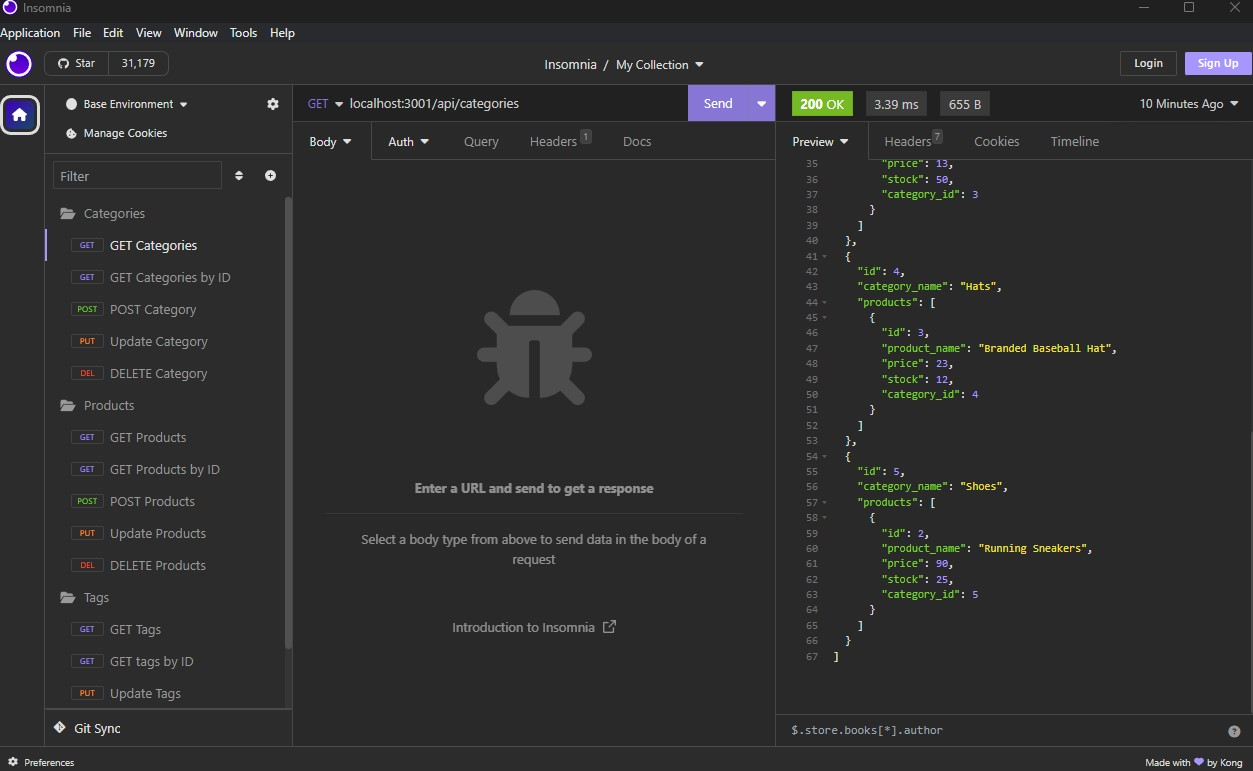 Insomnia
Application File Edit View Window Tools Help
Star 31,179
Insomnia / My Collection
Login Sign Up
Base Environment
Manage Cookies
Filter
Categories
GET GET Categories
GET GET Categories by ID
POST POST Category
PUT Update Category
DEL DELETE Category
Products
GET GET Products
GET GET Products by ID
POST POST Products
PUT Update Products
DEL DELETE Products
Tags
GET GET Tags
GET GET tags by ID
PUT Update Tags
Git Sync
GET localhost:3001/api/categories Send
Body Auth Query Headers 1 Docs
Enter a URL and send to get a response
Select a body type from above to send data in the body of a
request
Introduction to Insomnia
200 OK 3.39 ms 655 B 10 Minutes Ago
Preview Headers 7 Cookies Timeline
35 "price": 13,
36 "stock": 50,
37 "category_id": 3
38 }
39 ]
40 },
41 {
42 "id": 4,
43 "category_name": "Hats",
44 "products": [
45 {
46 "id": 3,
47 "product_name": "Branded Baseball Hat",
48 "price": 23,
49 "stock": 12,
50 "category_id": 4
51 }
52 ]
53 },
54 {
55 "id": 5,
56 "category_name": "Shoes",
57 "products": [
58 {
59 "id": 2,
60 "product_name": "Running Sneakers",
61 "price": 90,
62 "stock": 25,
63 "category_id": 5
64 }
65 ]
66 }
67 ]
$.store.books[*].author
Preferences
Made with 💜 by Kong